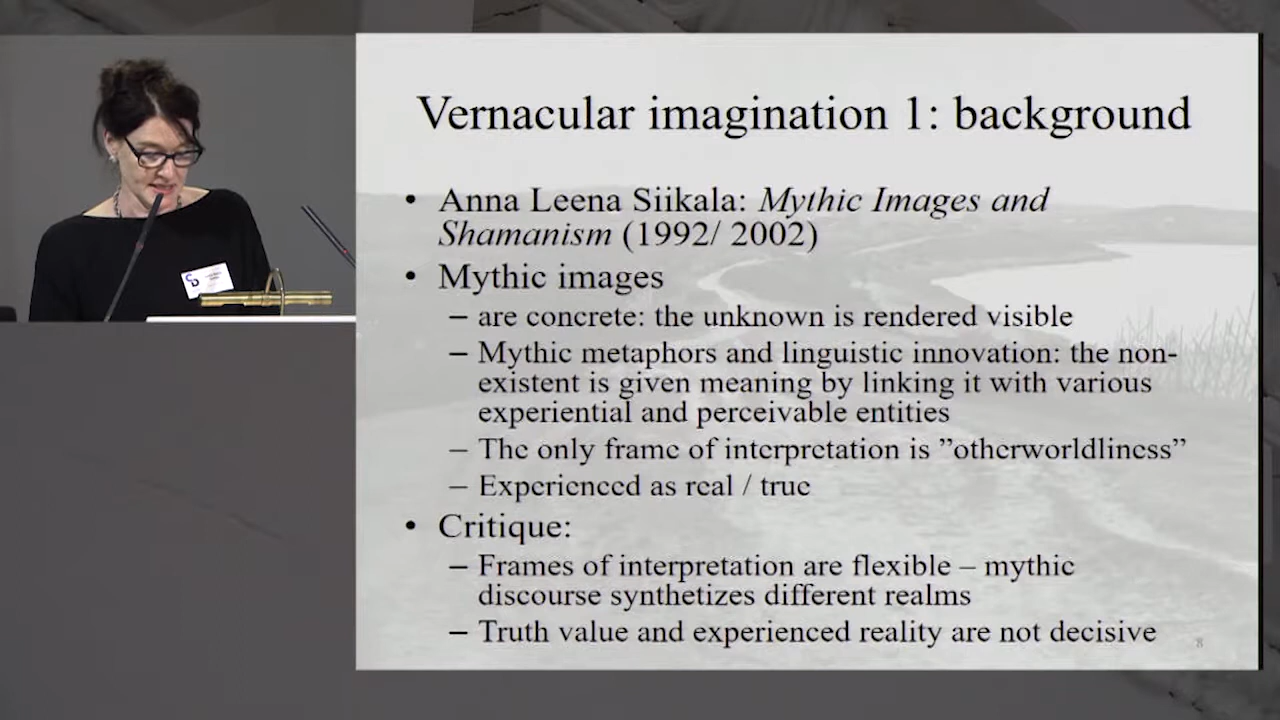 Vernacular imagination 1: background
• Anna Leena Siikala: Mythic Images and
Shamanism (1992/ 2002)
• Mythic images
– are concrete: the unknown is rendered visible
– Mythic metaphors and linguistic innovation: the non-
existent is given meaning by linking it with various
experiential and perceivable entities
– The only frame of interpretation is ”otherworldliness”
– Experienced as real / true
• Critique:
– Frames of interpretation are flexible – mythic
discourse synthetizes different realms
– Truth value and experienced reality are not decisive
8